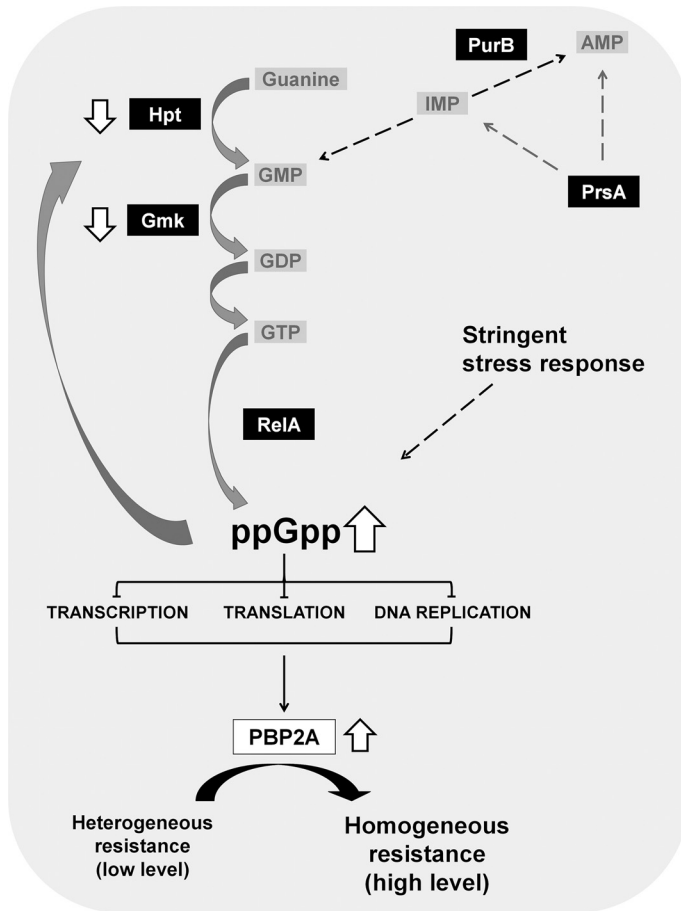 PurB
AMP
Guanine
IMP
Hpt
GMP
PrsA
Gmk
GDP
GTP
Stringent
stress response
RelA
ppGpp
TRANSCRIPTION
TRANSLATION
DNA REPLICATION
PBP2A
Heterogeneous
resistance
(low level)
Homogeneous
resistance
(high level)